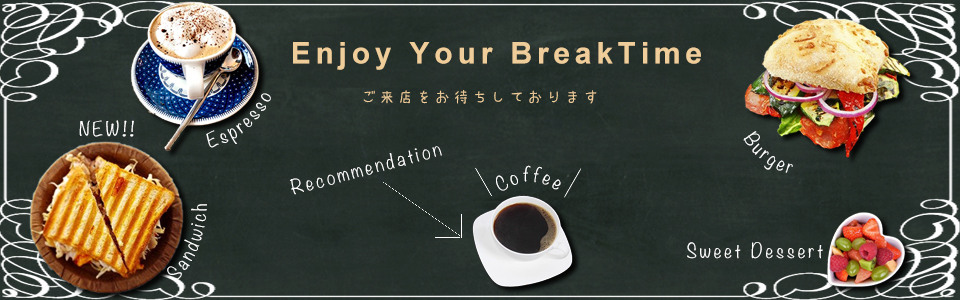 Enjoy Your BreakTime
ご来店をお待ちしております
Espresso
NEW!!
Sandwich
Recommendation
Coffee
Burger
Sweet Dessert